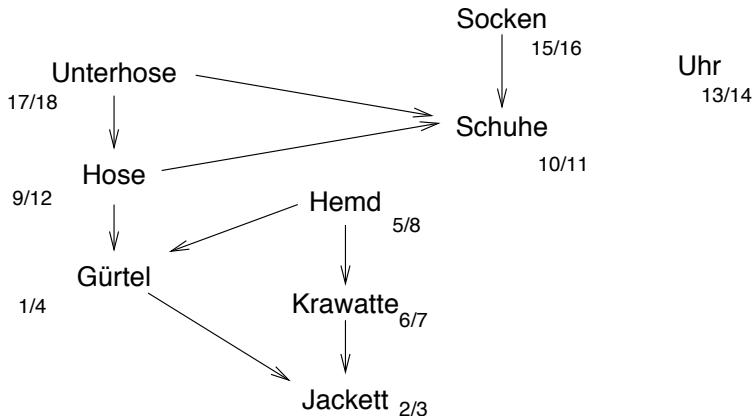 Socken
15/16
Uhr
13/14
Unterhose
17/18
Schuhe
10/11
Hose
9/12
Hemd
5/8
Gürtel
1/4
Krawatte
6/7
Jackett
2/3